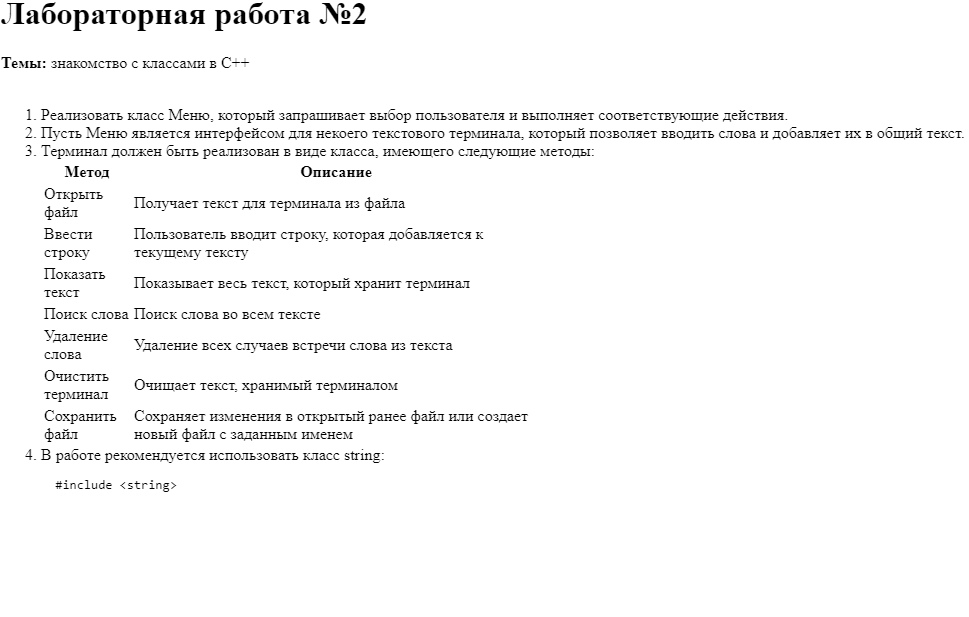 Лабораторная работа №2
Темы: знакомство с классами в C++
1. Реализовать класс Меню, который запрашивает выбор пользователя и выполняет соответствующие действия.
2. Пусть Меню является интерфейсом для некоего текстового терминала, который позволяет вводить слова и добавляет их в общий текст.
3. Терминал должен быть реализован в виде класса, имеющего следующие методы:
Метод Описание
Открыть
файл
Получает текст для терминала из файла
Ввести
строку
Пользователь вводит строку, которая добавляется к
текущему тексту
Показать
текст
Показывает весь текст, который хранит терминал
Поиск слова Поиск слова во всем тексте
Удаление
слова
Удаление всех случаев встречи слова из текста
Очистить
терминал
Очищает текст, хранимый терминалом
Сохранить
файл
Сохраняет изменения в открытый ранее файл или создает
новый файл с заданным именем
4. В работе рекомендуется использовать класс string:
#include <string>